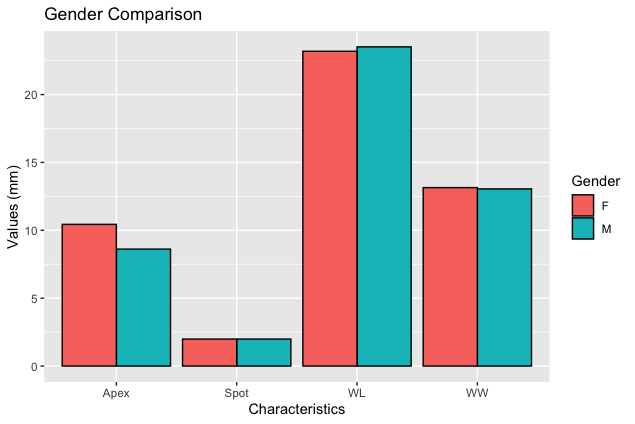 Gender Comparison
Values (mm)
20
15
10
5
0
Apex Spot WL WW
Characteristics
Gender
F
M